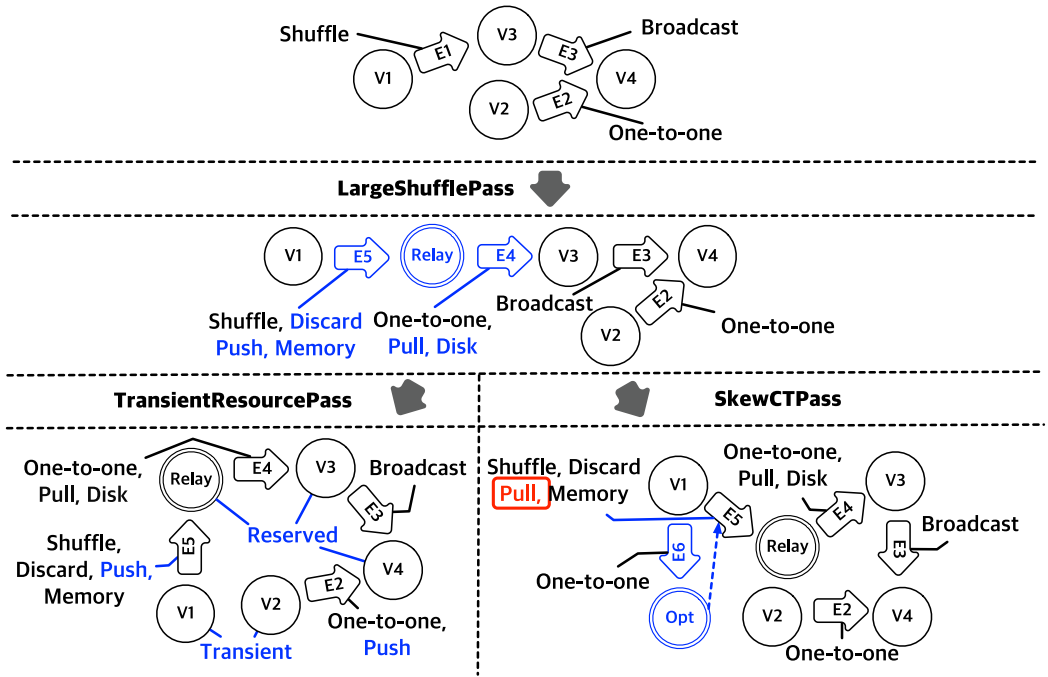 Shuffle
V3
Broadcast
E1
E3
V1
V4
V2
E2
One-to-one
LargeShufflePass
V1
E5
Relay
E4
V3
E3
V4
Broadcast
E2
Shuffle, Discard
Push, Memory
One-to-one,
Pull, Disk
V2
One-to-one
TransientResourcePass
One-to-one,
Pull, Disk
Relay
E4
V3
Broadcast
E3
Reserved
E5
Shuffle,
Discard, Push,
Memory
V4
E2
V1
V2
One-to-one,
Push
Transient
SkewCTPass
Shuffle, Discard
Pull, Memory
V1
One-to-one,
Pull, Disk
V3
E5
E4
Broadcast
E6
Relay
E3
One-to-one
Opt
V2
E2
V4
One-to-one